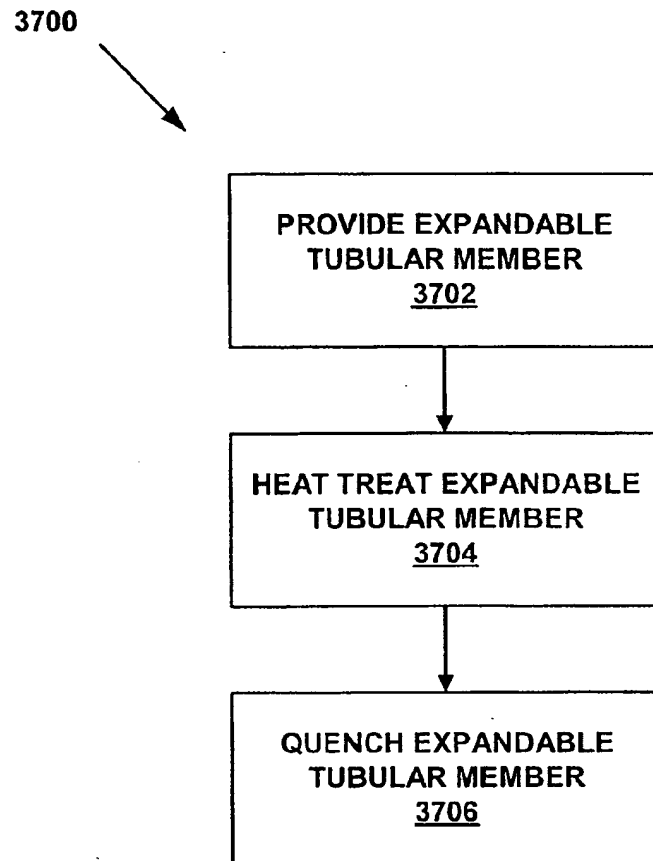 3700
PROVIDE EXPANDABLE
TUBULAR MEMBER
3702
HEAT TREAT EXPANDABLE
TUBULAR MEMBER
3704
QUENCH EXPANDABLE
TUBULAR MEMBER
3706